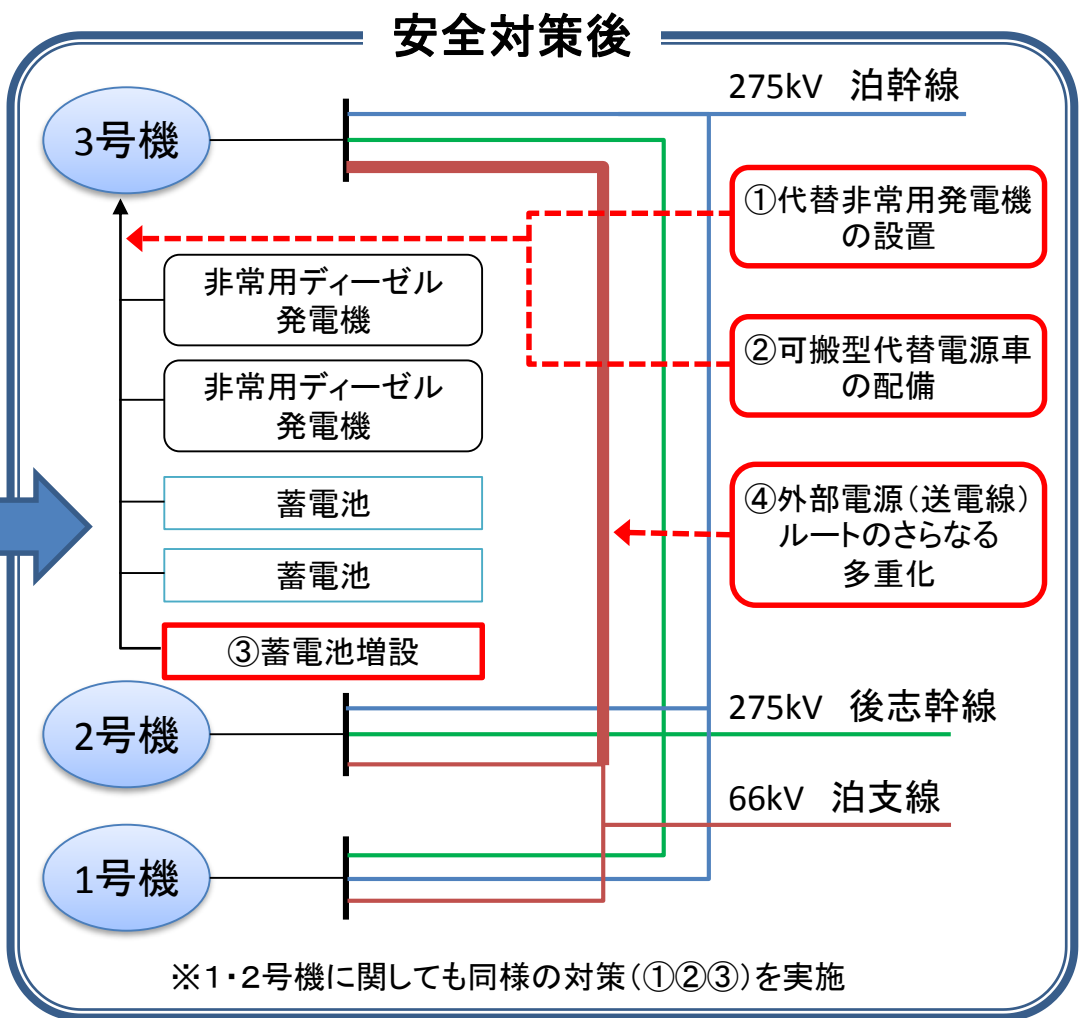 安全対策後
275kV 泊幹線
3号機
①代替非常用発電機
の設置
非常用ディーゼル
発電機
②可搬型代替電源車
の配備
非常用ディーゼル
発電機
④外部電源(送電線)
ルートのさらなる
多重化
蓄電池
蓄電池
③蓄電池増設
275kV 後志幹線
2号機
66kV 泊支線
1号機
※1・2号機に関しても同様の対策(①②③)を実施